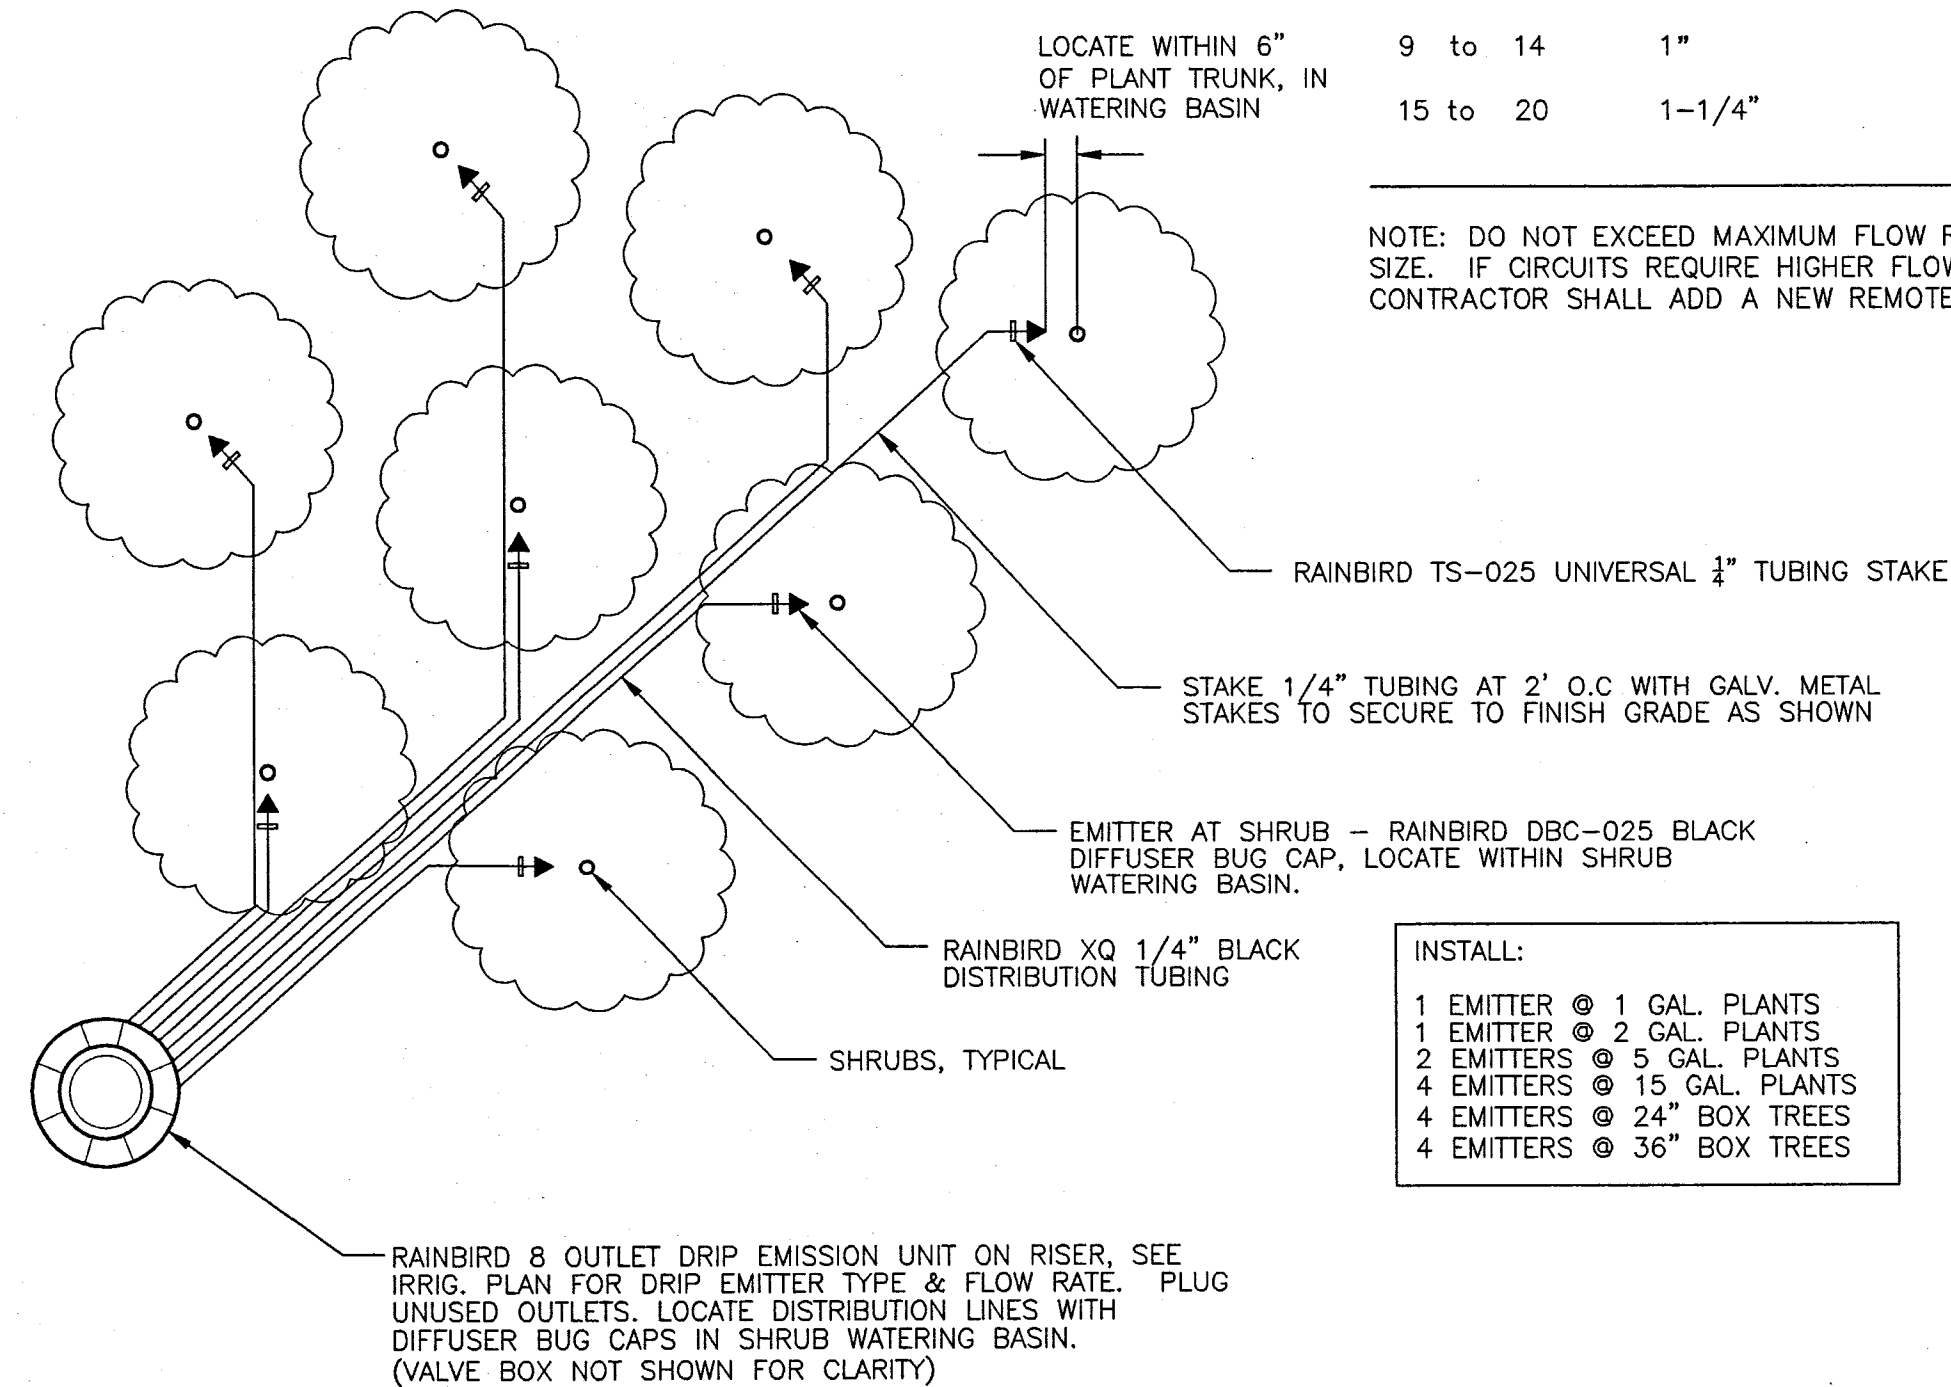 LOCATE WITHIN 6"
OF PLANT TRUNK, IN
WATERING BASIN
9 to 14 1"
15 to 20 1-1/4"
NOTE: DO NOT EXCEED MAXIMUM FLOW
SIZE. IF CIRCUITS REQUIRE HIGHER FLOW
CONTRACTOR SHALL ADD A NEW REMOTE
RAINBIRD TS-025 UNIVERSAL 1/4" TUBING STAKE
STAKE 1/4" TUBING AT 2' O.C WITH GALV. METAL
STAKES TO SECURE TO FINISH GRADE AS SHOWN
EMITTER AT SHRUB - RAINBIRD DBC-025 BLACK
DIFFUSER BUG CAP, LOCATE WITHIN SHRUB
WATERING BASIN.
RAINBIRD XQ 1/4" BLACK
DISTRIBUTION TUBING
SHRUBS, TYPICAL
INSTALL:
1 EMITTER @ 1 GAL. PLANTS
1 EMITTER @ 2 GAL. PLANTS
2 EMITTERS @ 5 GAL. PLANTS
4 EMITTERS @ 15 GAL. PLANTS
4 EMITTERS @ 24" BOX TREES
4 EMITTERS @ 36" BOX TREES
RAINBIRD 8 OUTLET DRIP EMISSION UNIT ON RISER, SEE
IRRIG. PLAN FOR DRIP EMITTER TYPE & FLOW RATE. PLUG
UNUSED OUTLETS. LOCATE DISTRIBUTION LINES WITH
DIFFUSER BUG CAPS IN SHRUB WATERING BASIN.
(VALVE BOX NOT SHOWN FOR CLARITY)